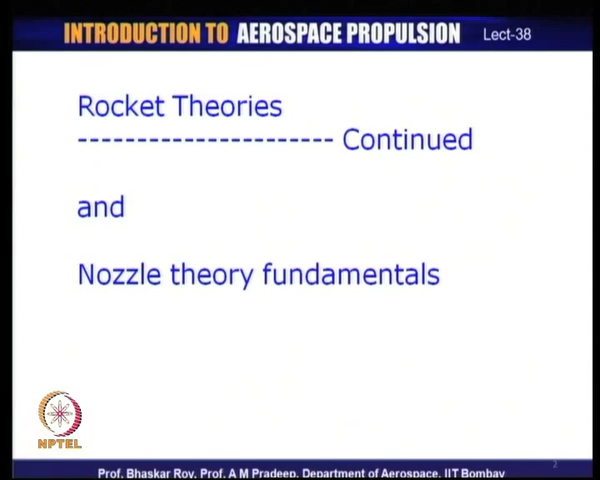 INTRODUCTION TO AEROSPACE PROPULSION Lect-38
Rocket Theories
---------------------- Continued
and
Nozzle theory fundamentals
NPTEL
2
Prof. Bhaskar Roy, Prof. A M Pradeep, Department of Aerospace, IIT Bombay